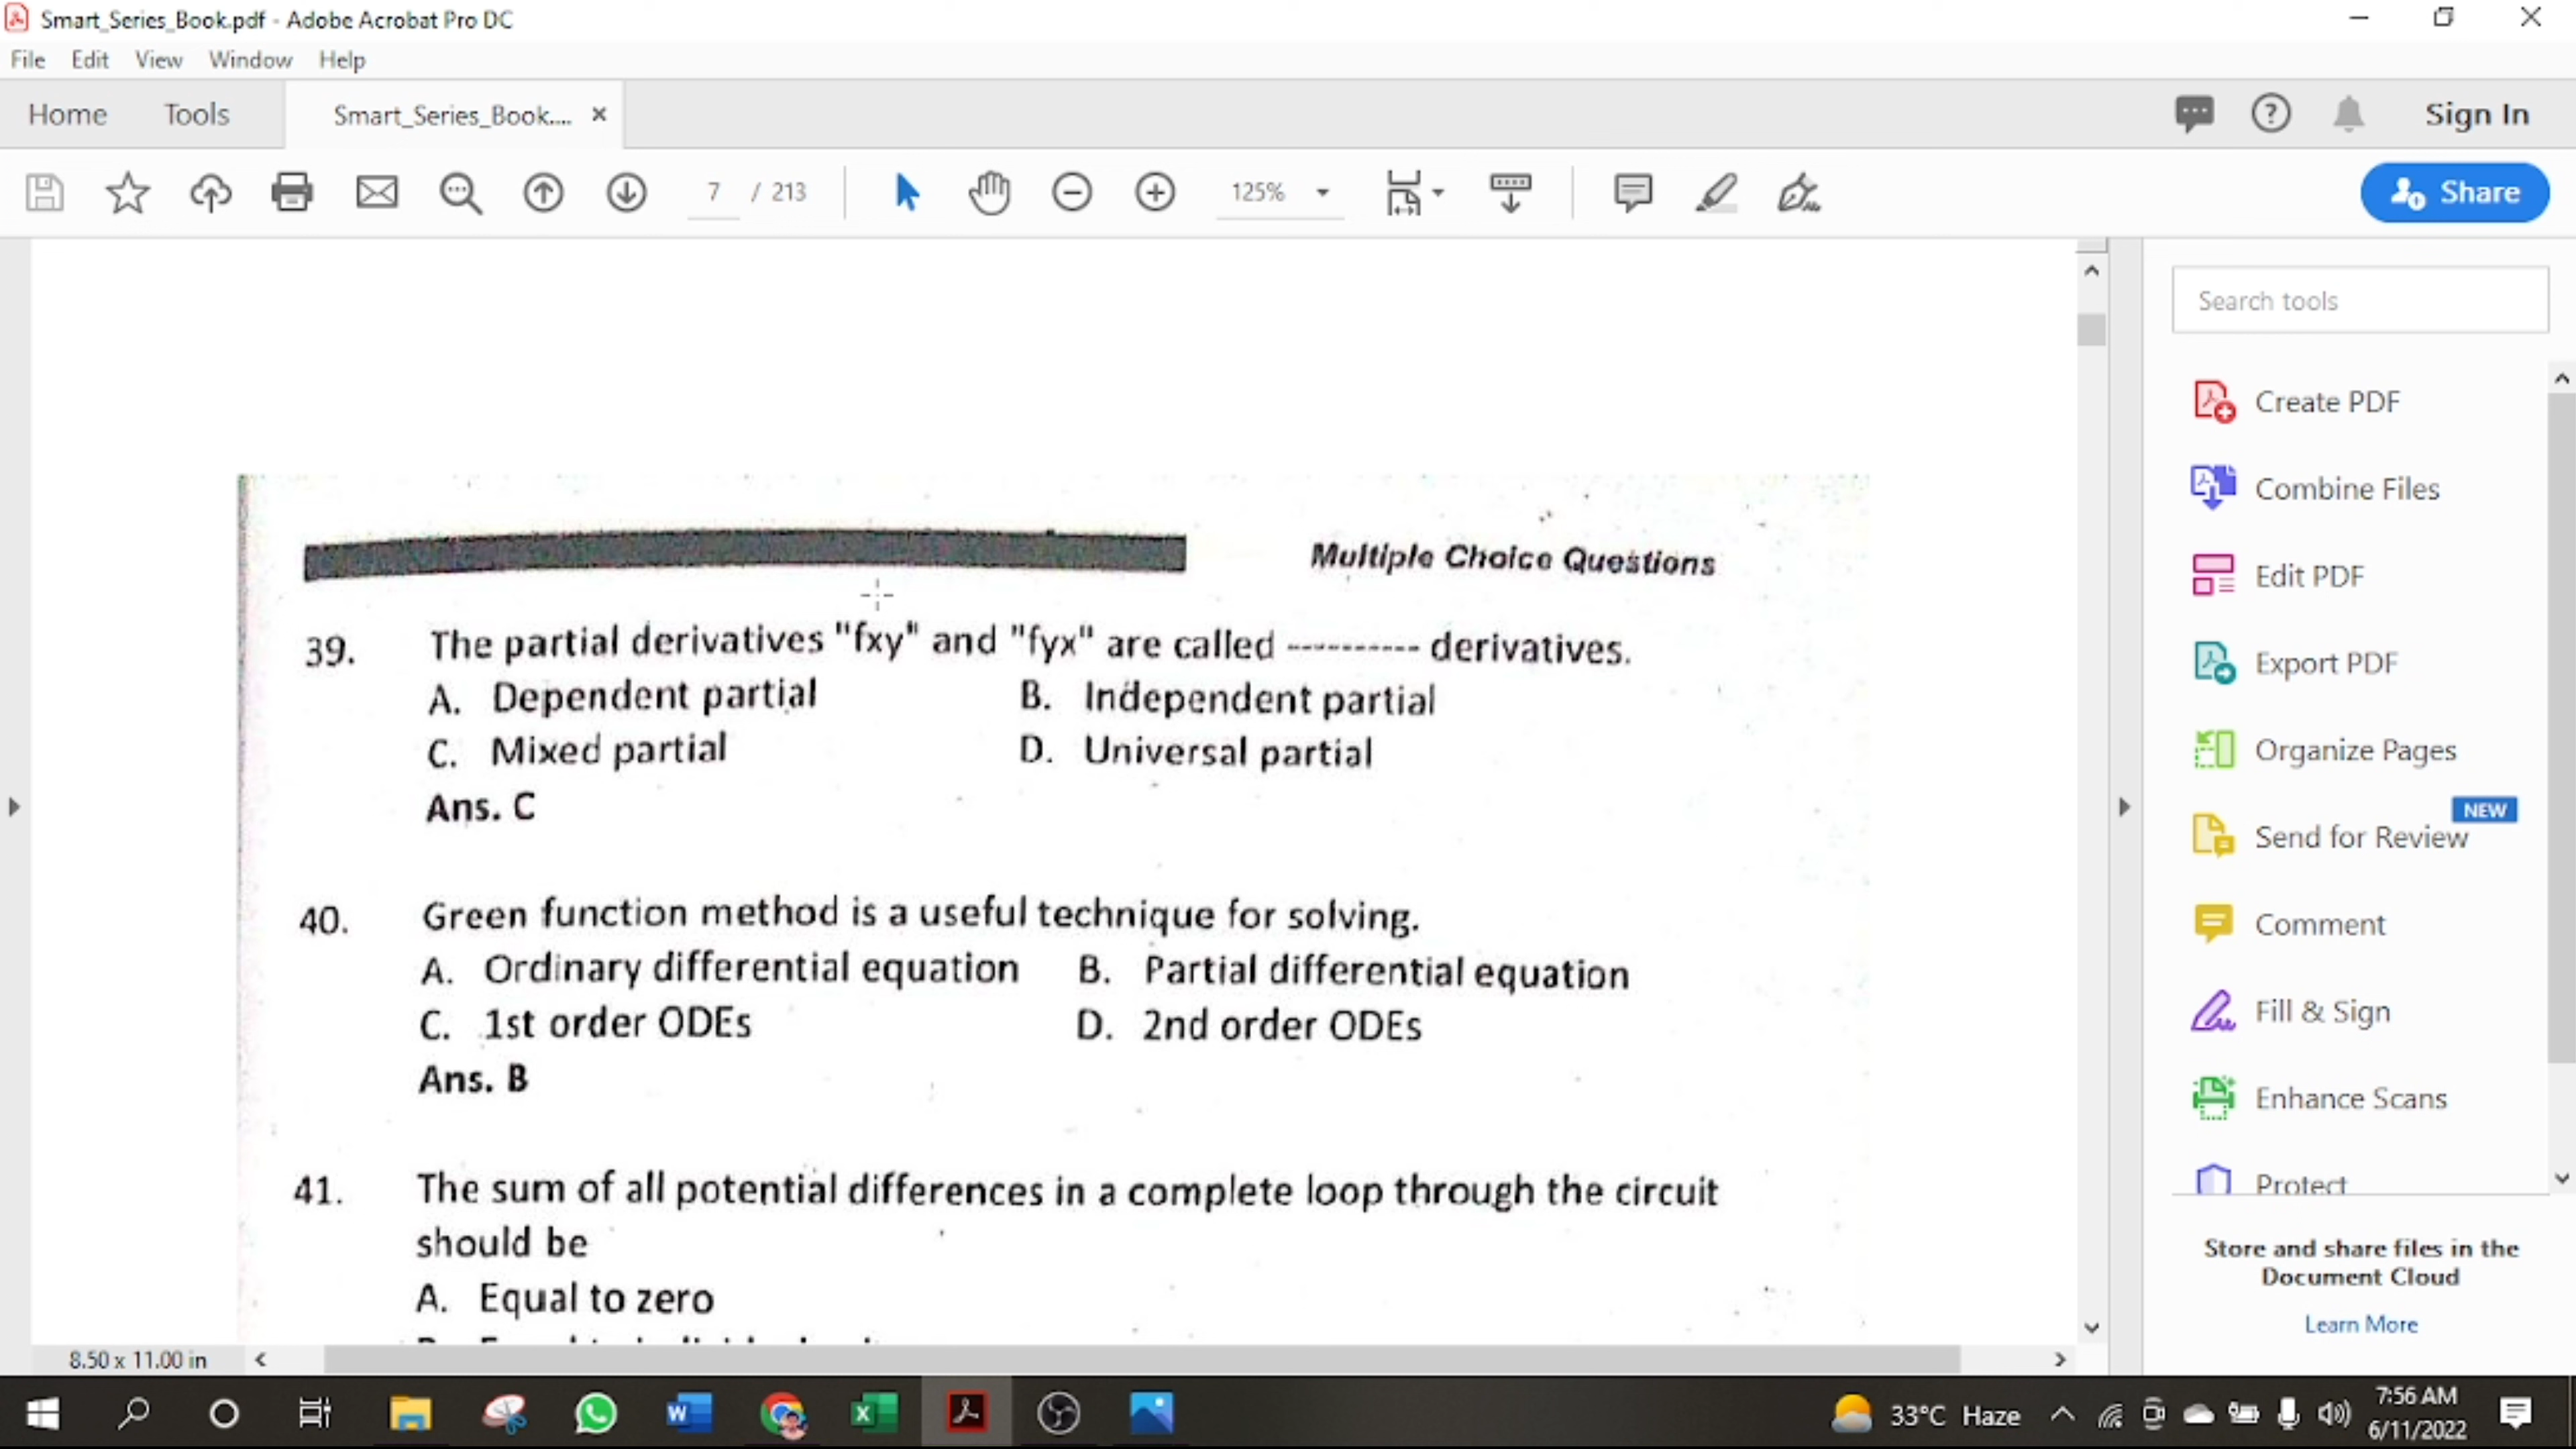 Smart_Series_Book.pdf - Adobe Acrobat Pro DC
File Edit View Window Help
Home Tools Smart_Series_Book.... × Sign In
7 / 213 125% Share
Search tools
Create PDF
Combine Files
Edit PDF
Export PDF
Organize Pages
NEW
Send for Review
Comment
Fill & Sign
Enhance Scans
Protect
Store and share files in the
Document Cloud
Learn More
Multiple Choice Questions
39. The partial derivatives "fxy" and "fyx" are called ---------- derivatives.
A. Dependent partial B. Independent partial
C. Mixed partial D. Universal partial
Ans. C
40. Green function method is a useful technique for solving.
A. Ordinary differential equation B. Partial differential equation
C. 1st order ODEs D. 2nd order ODEs
Ans. B
41. The sum of all potential differences in a complete loop through the circuit
should be
A. Equal to zero
8.50 x 11.00 in
33°C Haze
7:56 AM
6/11/2022